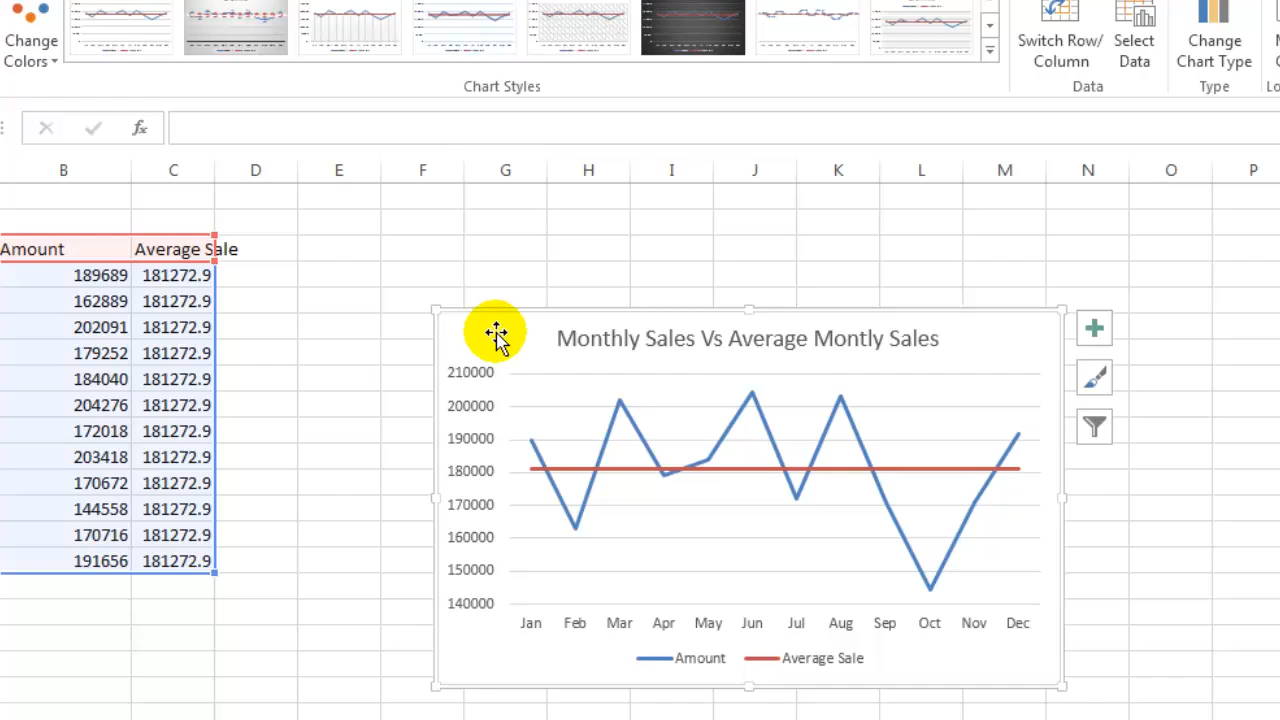 Change
Colors
Chart Styles
Switch Row/
Column
Select
Data
Data
Change
Chart Type
Type
fx
B C D E F G H I J K L M N O P
Amount Average Sale
189689 181272.9
162889 181272.9
202091 181272.9
179252 181272.9
184040 181272.9
204276 181272.9
172018 181272.9
203418 181272.9
170672 181272.9
144558 181272.9
170716 181272.9
191656 181272.9
Monthly Sales Vs Average Montly Sales
210000
200000
190000
180000
170000
160000
150000
140000
Jan Feb Mar Apr May Jun Jul Aug Sep Oct Nov Dec
Amount Average Sale